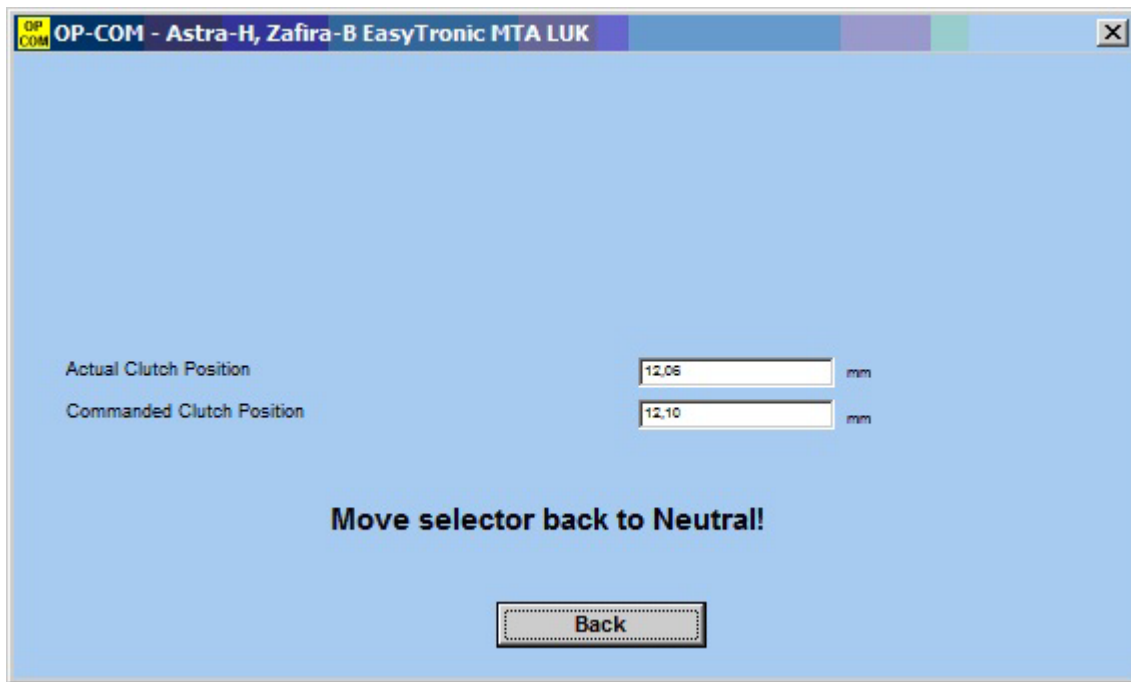 OP COM OP-COM - Astra-H, Zafira-B EasyTronic MTA LUK
Actual Clutch Position 12,06 mm
Commanded Clutch Position 12,10 mm
Move selector back to Neutral!
Back